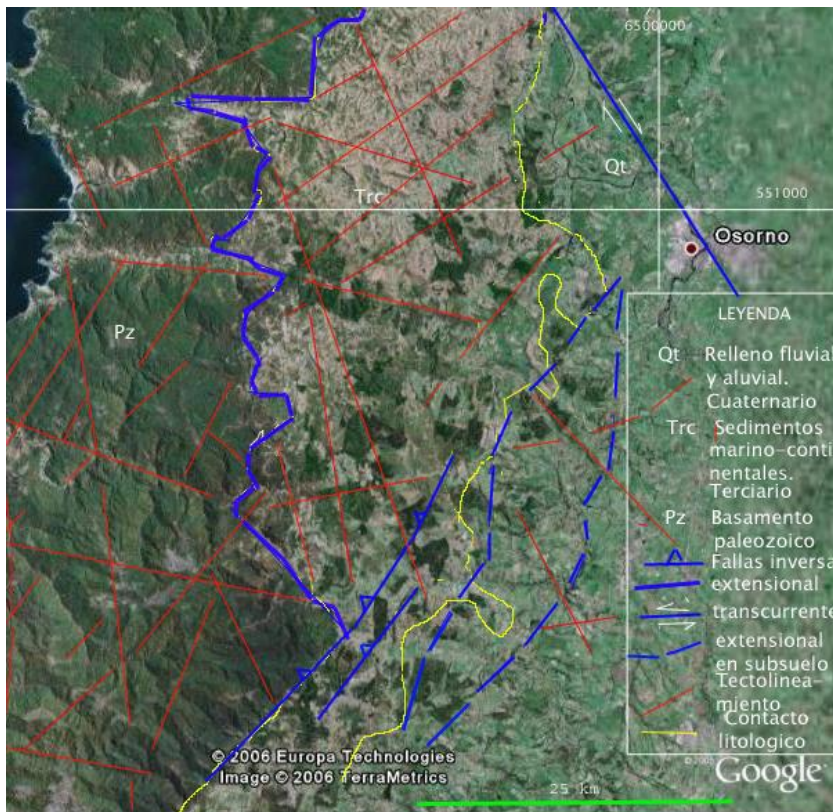 6500000
Qt
551000
Trc
Osorno
Pz
LEYENDA
Qt Relleno fluvial
y aluvial.
Cuaternario
Trc Sedimentos
marino-conti
nentales.
Terciario
Pz Basamento
paleozoico
Fallas inversa
extensional
transcurrente
extensional
en subsuelo
Tectolinea-
miento
Contacto
litologico
© 2006 Europa Technologies
Image © 2006 TerraMetrics
Google
25 km